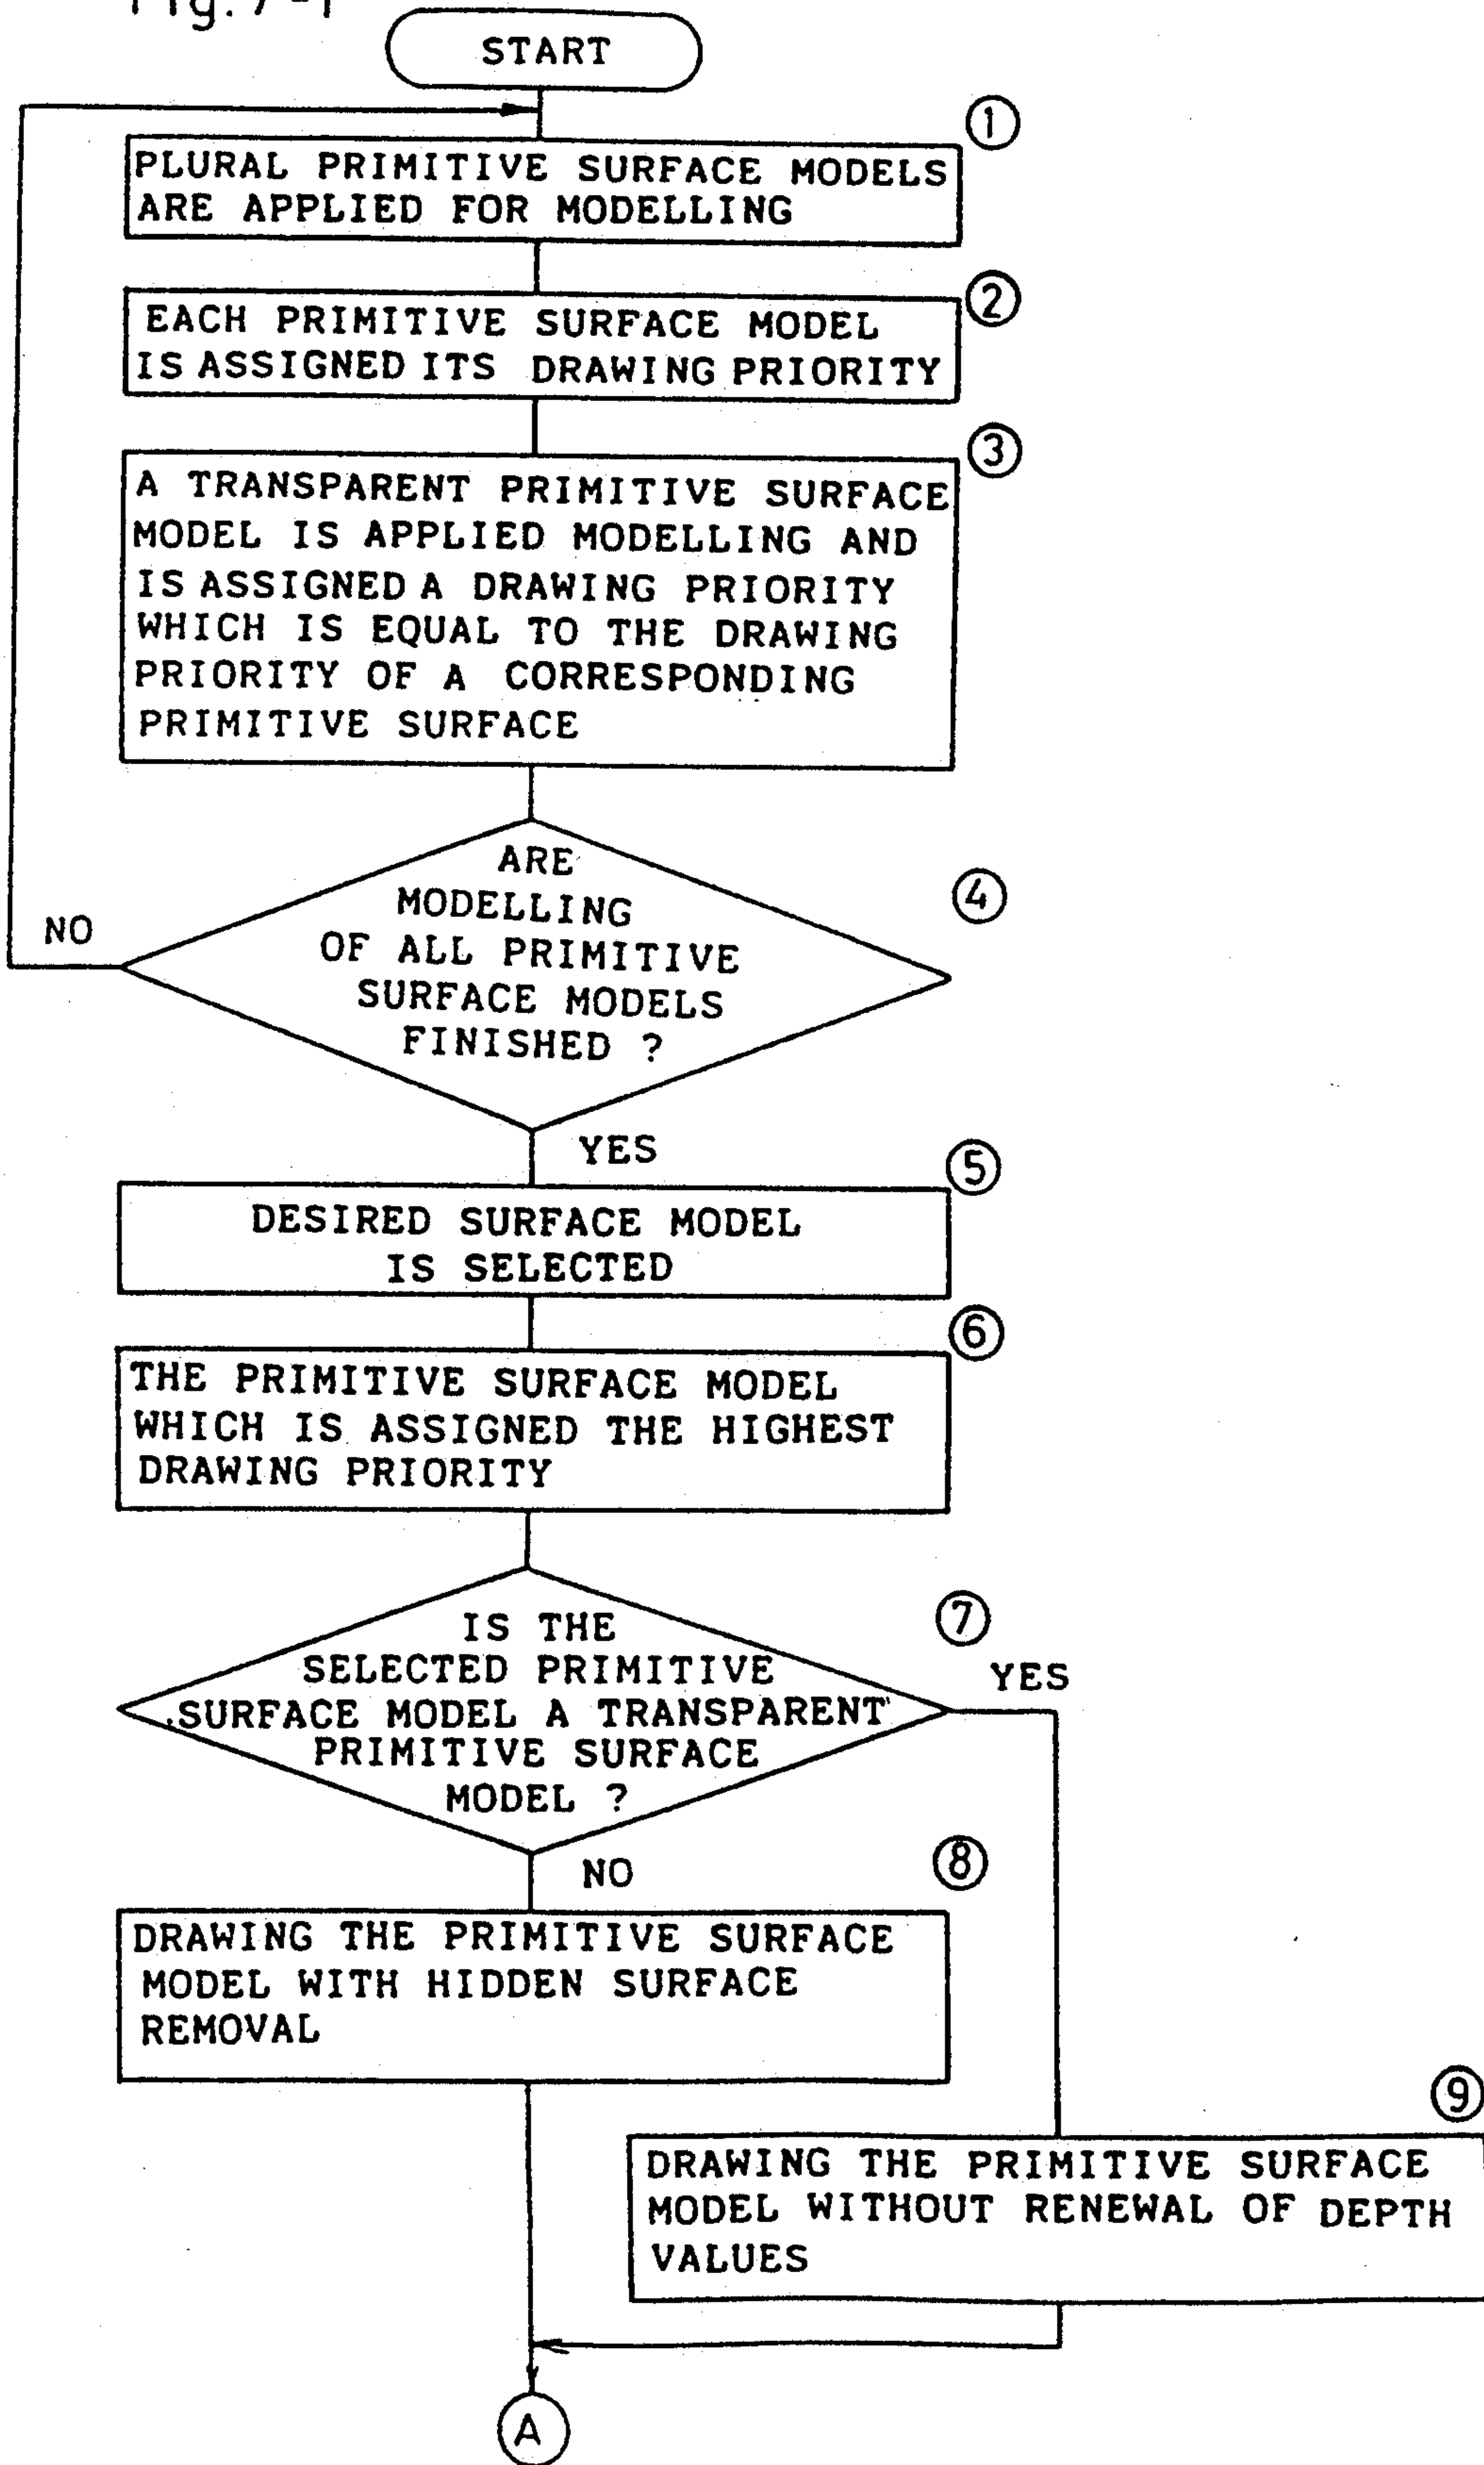 Fig. 7-1
START
①
PLURAL PRIMITIVE SURFACE MODELS
ARE APPLIED FOR MODELLING
②
EACH PRIMITIVE SURFACE MODEL
IS ASSIGNED ITS DRAWING PRIORITY
③
A TRANSPARENT PRIMITIVE SURFACE
MODEL IS APPLIED MODELLING AND
IS ASSIGNED A DRAWING PRIORITY
WHICH IS EQUAL TO THE DRAWING
PRIORITY OF A CORRESPONDING
PRIMITIVE SURFACE
④
ARE
MODELLING
OF ALL PRIMITIVE
SURFACE MODELS
FINISHED ?
NO
YES
⑤
DESIRED SURFACE MODEL
IS SELECTED
⑥
THE PRIMITIVE SURFACE MODEL
WHICH IS ASSIGNED THE HIGHEST
DRAWING PRIORITY
⑦
IS THE
SELECTED PRIMITIVE
SURFACE MODEL A TRANSPARENT
PRIMITIVE SURFACE
MODEL ?
YES
NO
⑧
DRAWING THE PRIMITIVE SURFACE
MODEL WITH HIDDEN SURFACE
REMOVAL
⑨
DRAWING THE PRIMITIVE SURFACE
MODEL WITHOUT RENEWAL OF DEPTH
VALUES
A